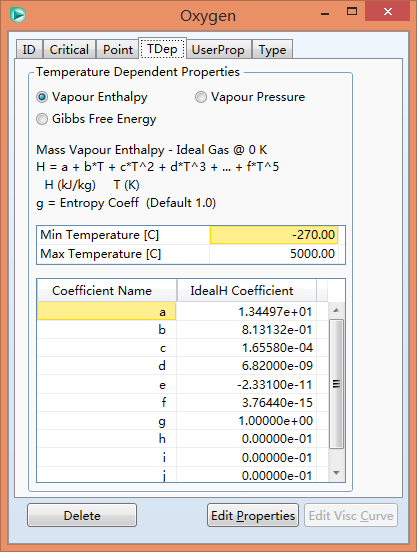 Oxygen
ID Critical Point TDep UserProp Type
Temperature Dependent Properties
Vapour Enthalpy Vapour Pressure
Gibbs Free Energy
Mass Vapour Enthalpy - Ideal Gas @ 0 K
H = a + b*T + c*T^2 + d*T^3 + ... + f*T^5
H (kJ/kg) T (K)
g = Entropy Coeff (Default 1.0)
Min Temperature [C] -270.00
Max Temperature [C] 5000.00
Coefficient Name IdealH Coefficient
a 1.34497e+01
b 8.13132e-01
c 1.65580e-04
d 6.82000e-09
e -2.33100e-11
f 3.76440e-15
g 1.00000e+00
h 0.00000e-01
i 0.00000e-01
j 0.00000e-01
Delete Edit Properties Edit Visc Curve